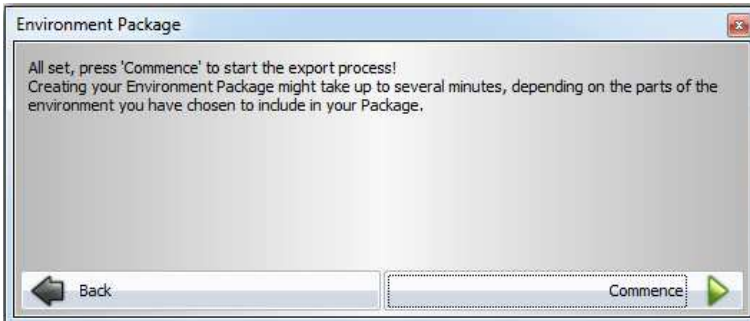 Environment Package
All set, press 'Commence' to start the export process!
Creating your Environment Package might take up to several minutes, depending on the parts of the
environment you have chosen to include in your Package.
Back
Commence